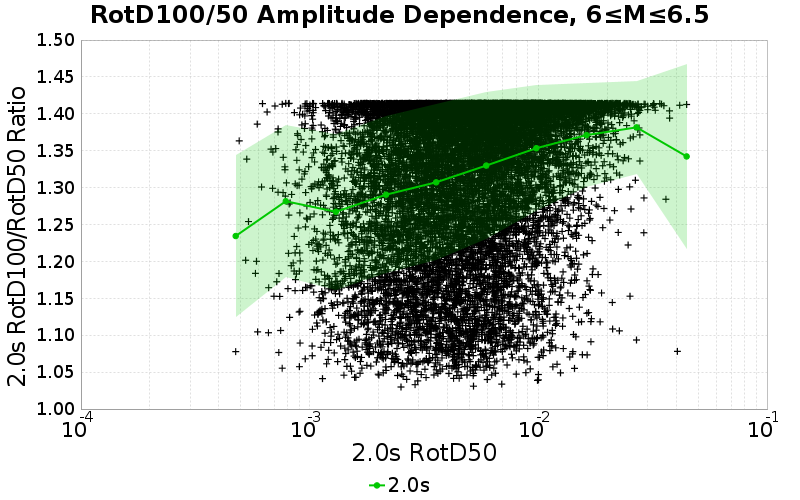 RotD100/50 Amplitude Dependence, 6≤M≤6.5
2.0s RotD100/RotD50 Ratio
1.50
1.45
1.40
1.35
1.30
1.25
1.20
1.15
1.10
1.05
1.00
10^-4 10^-3 10^-2 10^-1
2.0s RotD50
2.0s